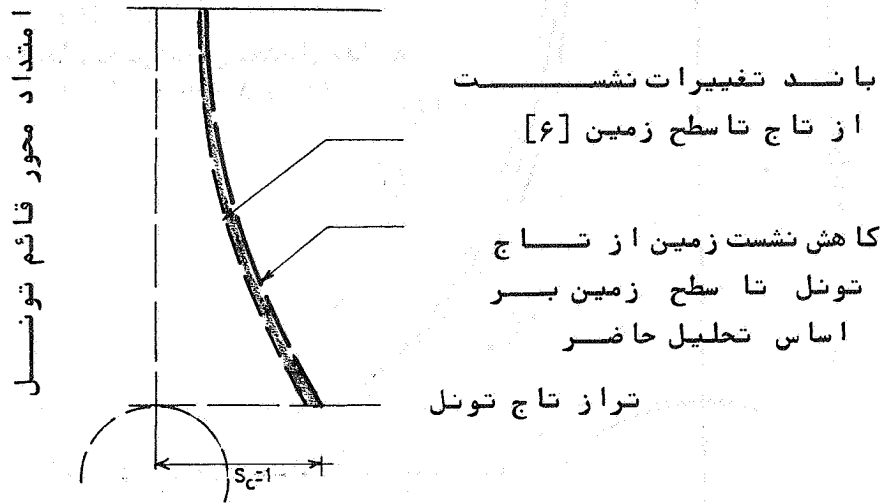 امتداد محور قائم تونل
باند تغییرات نشست
از تاج تا سطح زمین [۶]
کاهش نشست زمین از تاج
تونل تا سطح زمین بر
اساس تحلیل حاضر
تراز تاج تونل
Sc=1